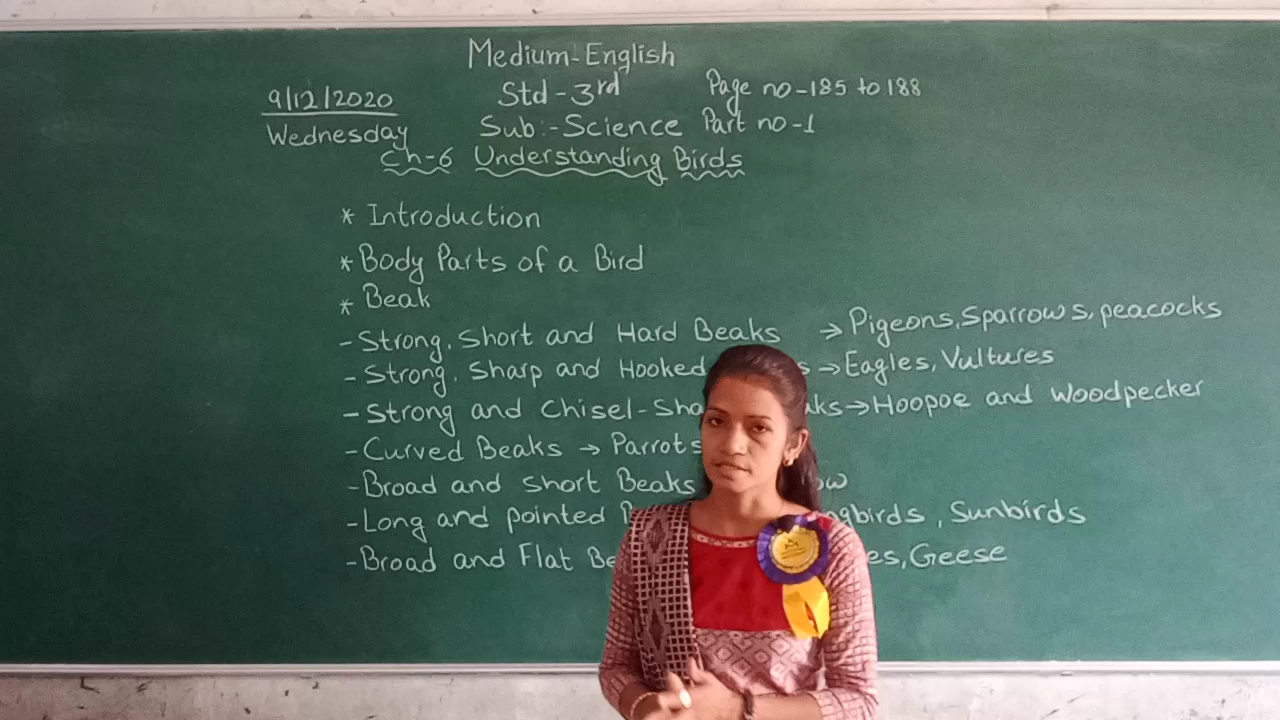 Medium-English
9/12/2020 Std-3rd Page no-185 to 188
Wednesday Sub:-Science Part no-1
Ch-6 Understanding Birds
* Introduction
* Body Parts of a Bird
* Beak
- Strong, Short and Hard Beaks → Pigeons, Sparrows, peacocks
- Strong, Sharp and Hooked → Eagles, Vultures
- Strong and Chisel- → Hoopoe and Woodpecker
- Curved Beaks → Parrots
- Broad and Short Beaks
- Long and pointed Sunbirds
- Broad and Flat Geese